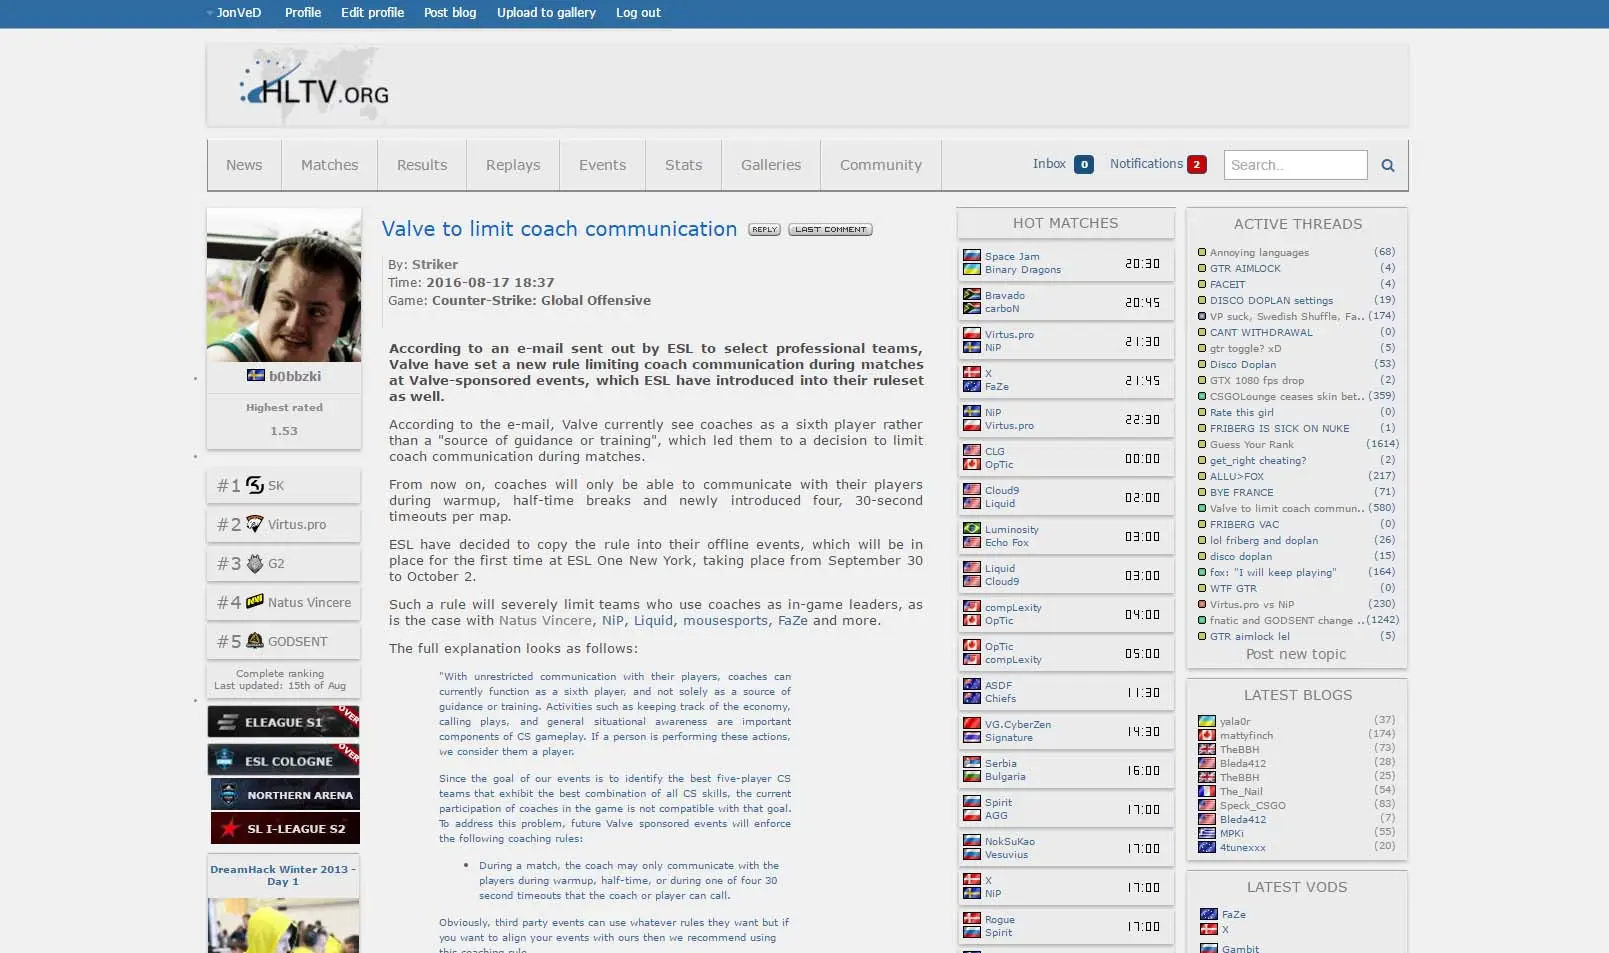 JonVeD Profile Edit profile Post blog Upload to gallery Log out
HLTV.ORG
News Matches Results Replays Events Stats Galleries Community Inbox 0 Notifications 2 Search..
b0bbzki
Highest rated
1.53
#1 SK
#2 Virtus.pro
#3 G2
#4 Natus Vincere
#5 GODSENT
Complete ranking
Last updated: 15th of Aug
ELEAGUE S1 OVER
ESL COLOGNE OVER
NORTHERN ARENA
SL I-LEAGUE S2
DreamHack Winter 2013 -
Day 1
Valve to limit coach communication REPLY LAST COMMENT
By: Striker
Time: 2016-08-17 18:37
Game: Counter-Strike: Global Offensive
According to an e-mail sent out by ESL to select professional teams,
Valve have set a new rule limiting coach communication during matches
at Valve-sponsored events, which ESL have introduced into their ruleset
as well.
According to the e-mail, Valve currently see coaches as a sixth player rather
than a "source of guidance or training", which led them to a decision to limit
coach communication during matches.
From now on, coaches will only be able to communicate with their players
during warmup, half-time breaks and newly introduced four, 30-second
timeouts per map.
ESL have decided to copy the rule into their offline events, which will be in
place for the first time at ESL One New York, taking place from September 30
to October 2.
Such a rule will severely limit teams who use coaches as in-game leaders, as
is the case with Natus Vincere, NiP, Liquid, mousesports, FaZe and more.
The full explanation looks as follows:
"With unrestricted communication with their players, coaches can
currently function as a sixth player, and not solely as a source of
guidance or training. Activities such as keeping track of the economy,
calling plays, and general situational awareness are important
components of CS gameplay. If a person is performing these actions,
we consider them a player.
Since the goal of our events is to identify the best five-player CS
teams that exhibit the best combination of all CS skills, the current
participation of coaches in the game is not compatible with that goal.
To address this problem, future Valve sponsored events will enforce
the following coaching rules:
• During a match, the coach may only communicate with the
players during warmup, half-time, or during one of four 30
second timeouts that the coach or player can call.
Obviously, third party events can use whatever rules they want but if
you want to align your events with ours then we recommend using
this coaching rule
HOT MATCHES
Space Jam
Binary Dragons 20:30
Bravado
carboN 20:45
Virtus.pro
NiP 21:30
X
FaZe 21:45
NiP
Virtus.pro 22:30
CLG
OpTic 00:00
Cloud9
Liquid 02:00
Luminosity
Echo Fox 03:00
Liquid
Cloud9 03:00
compLexity
OpTic 04:00
OpTic
compLexity 05:00
ASDF
Chiefs 11:30
VG.CyberZen
Signature 14:30
Serbia
Bulgaria 16:00
Spirit
AGG 17:00
NokSuKao
Vesuvius 17:00
X
NiP 17:00
Rogue
Spirit 17:00
ACTIVE THREADS
Annoying languages (68)
GTR AIMLOCK (4)
FACEIT (4)
DISCO DOPLAN settings (19)
VP suck, Swedish Shuffle, Fa.. (174)
CANT WITHDRAWAL (0)
gtr toggle? xD (5)
Disco Doplan (53)
GTX 1080 fps drop (2)
CSGOLounge ceases skin bet.. (359)
Rate this girl (0)
FRIBERG IS SICK ON NUKE (1)
Guess Your Rank (1614)
get_right cheating? (2)
ALLU>FOX (217)
BYE FRANCE (71)
Valve to limit coach commun.. (580)
FRIBERG VAC (0)
lol friberg and doplan (26)
disco doplan (15)
fox: "I will keep playing" (164)
WTF GTR (0)
Virtus.pro vs NiP (230)
fnatic and GODSENT change .. (1242)
GTR aimlock lel (5)
Post new topic
LATEST BLOGS
yala0r (37)
mattyfinch (174)
TheBBH (73)
Bleda412 (28)
TheBBH (25)
The_Nail (54)
Speck_CSGO (83)
Bleda412 (7)
MPKi (55)
4tunexxx (20)
LATEST VODS
FaZe
X
Gambit